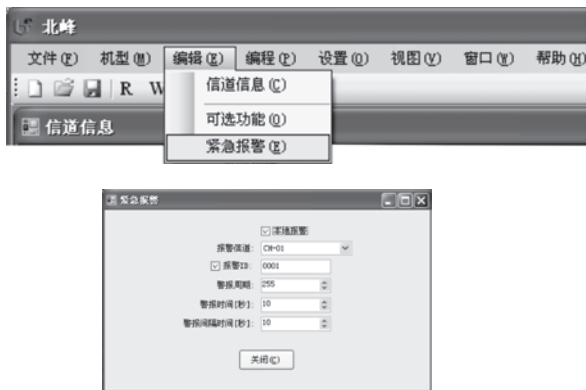 北峰
文件(F) 机型(M) 编辑(E) 编程(P) 设置(O) 视图(V) 窗口(W) 帮助(H)
R W
信道信息(C)
可选功能(O)
紧急报警(E)
信道信息
紧急报警
本地报警
报警信道: CH-01
报警ID: 0001
警报周期: 255
警报时间[秒]: 10
警报间隔时间[秒]: 10
关闭(C)